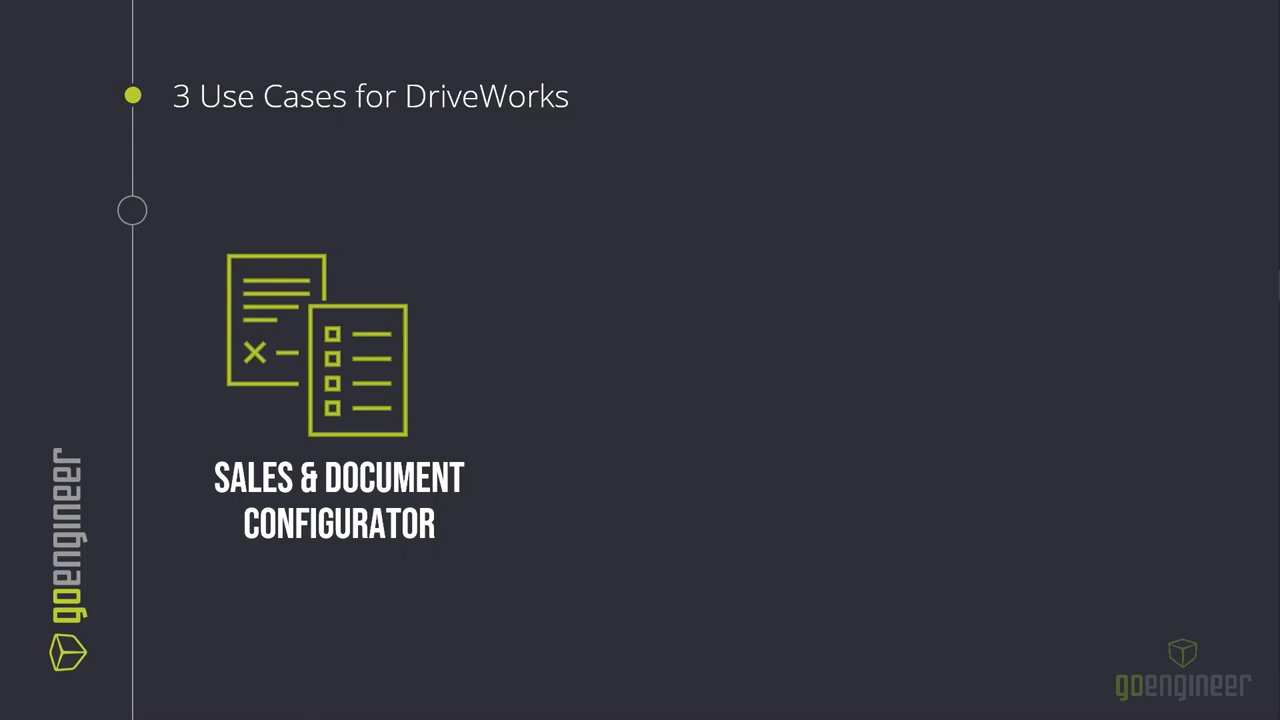 3 Use Cases for DriveWorks
SALES & DOCUMENT
CONFIGURATOR
goengineer
goengineer